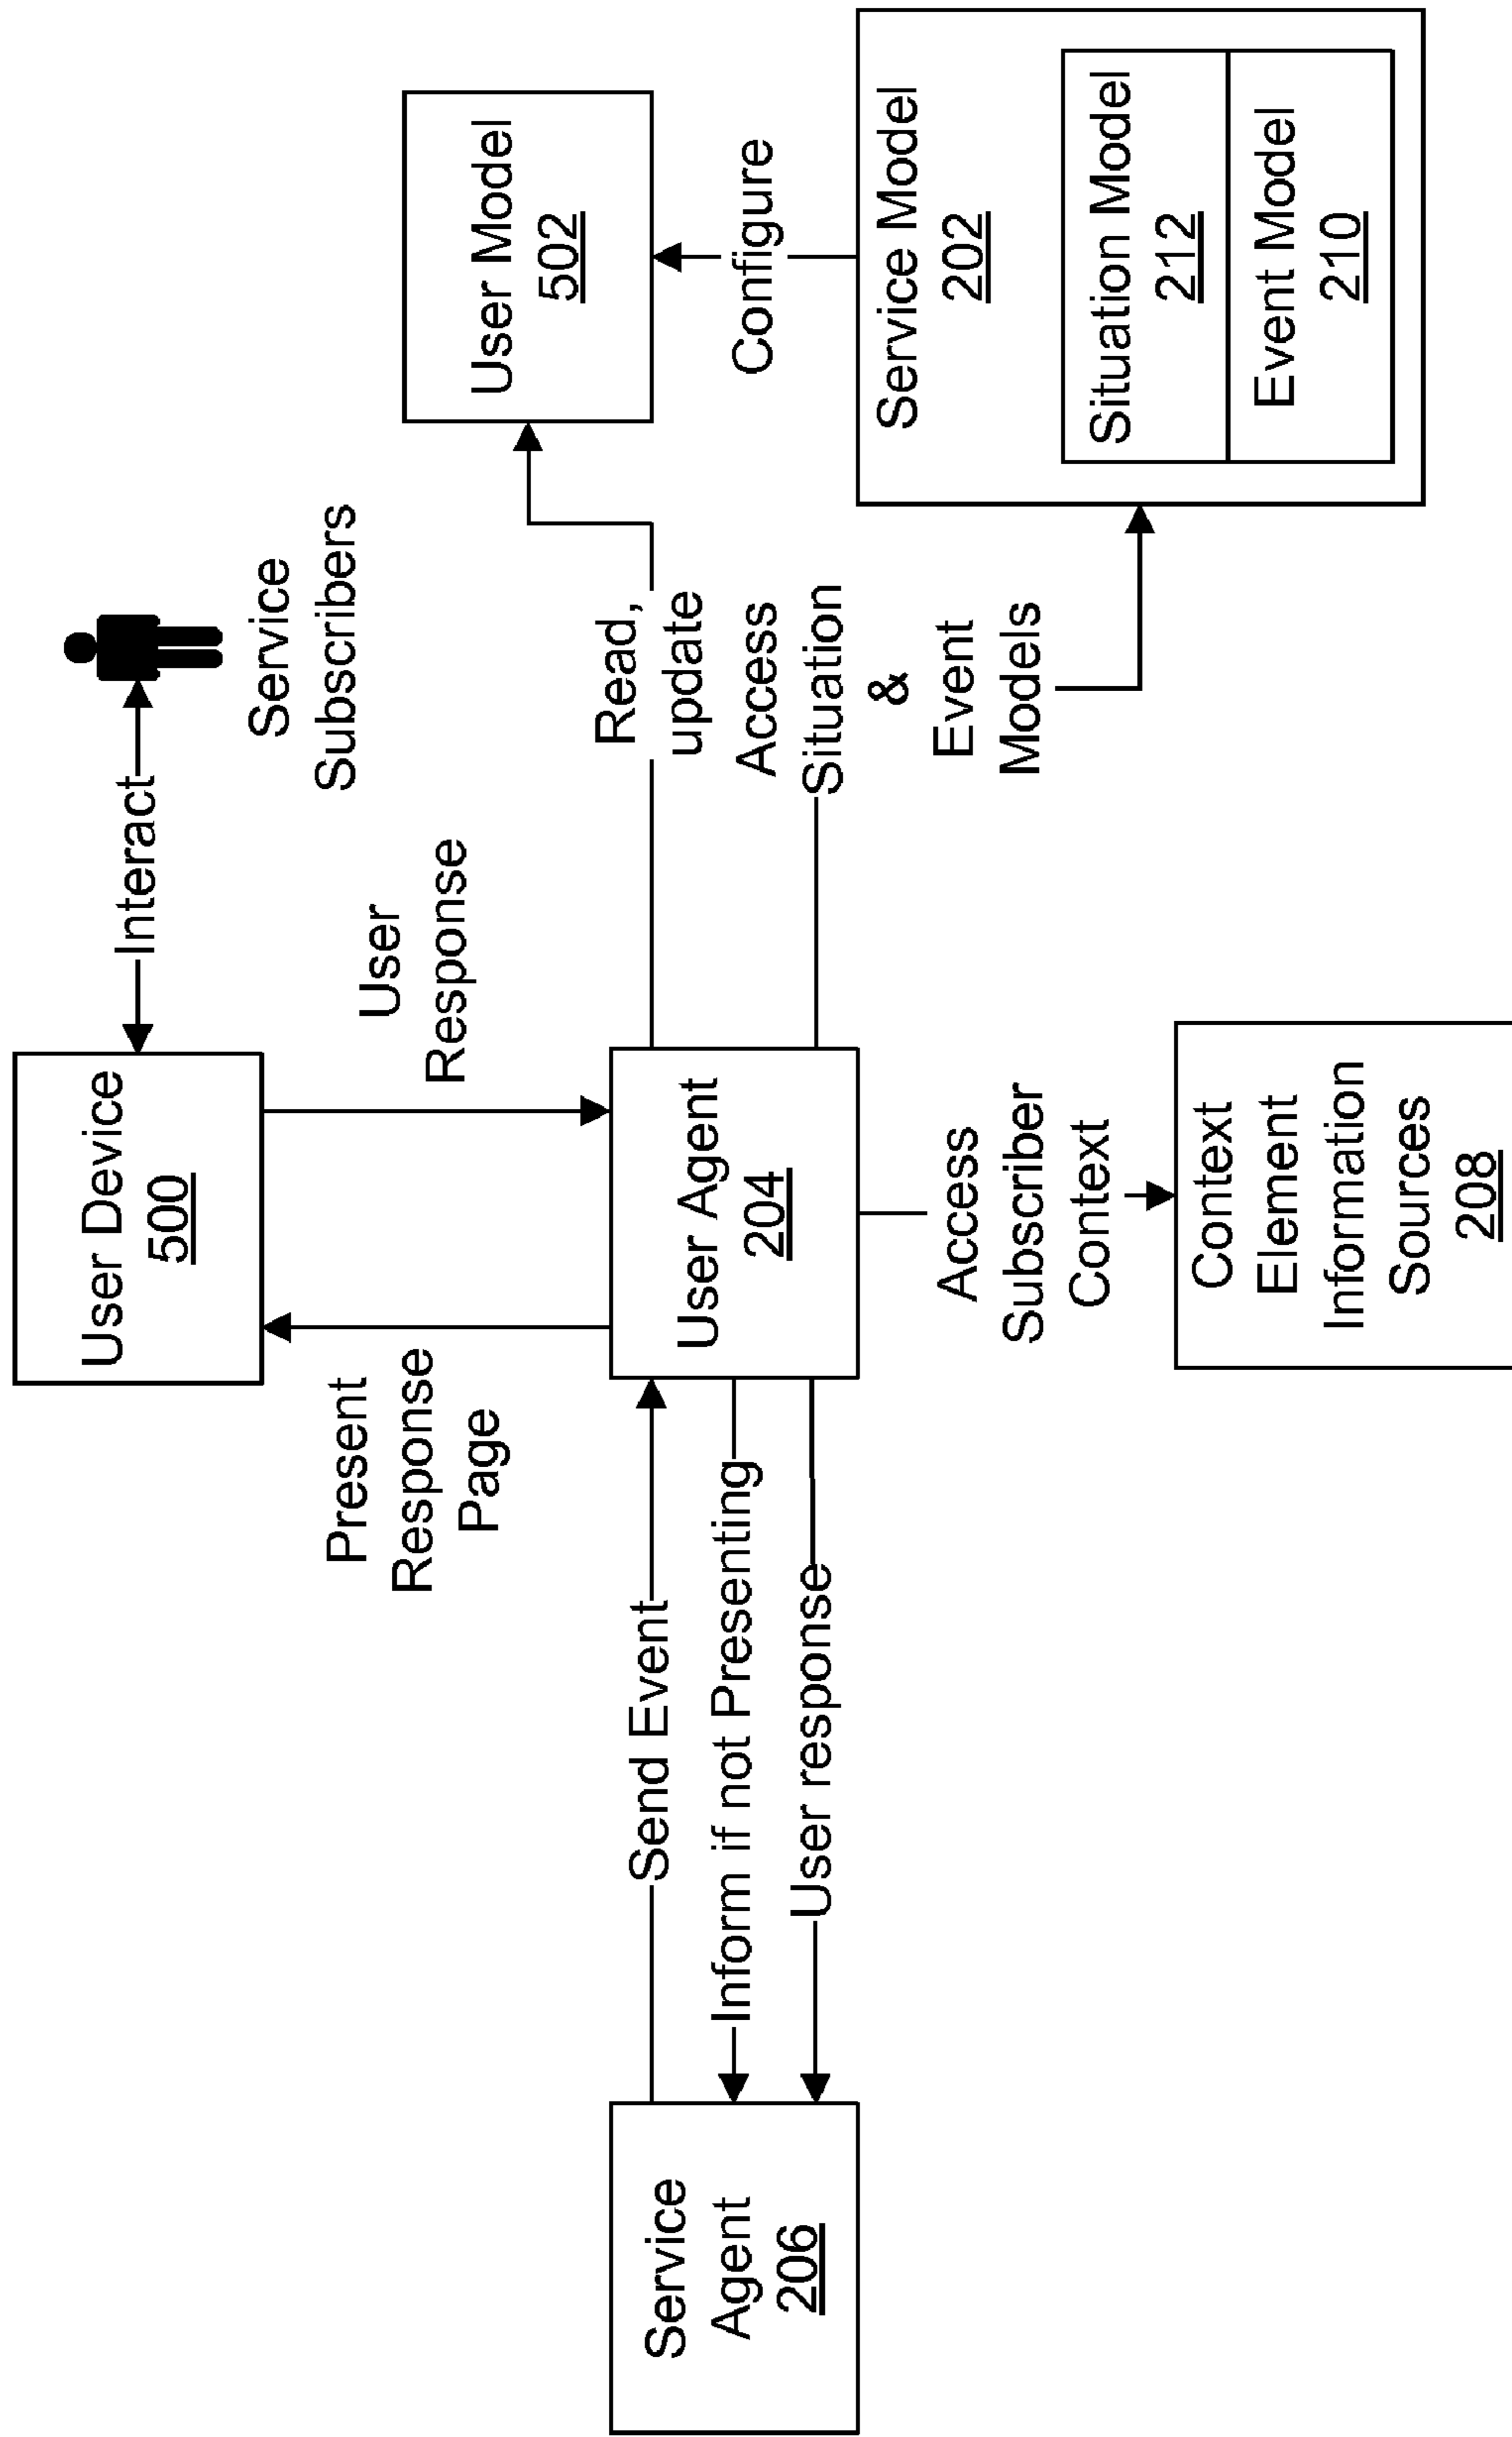 User Device
500
Interact
Service
Subscribers
Present
Response
Page
User
Response
User Model
502
Service
Agent
206
Send Event
Inform if not Presenting
User response
User Agent
204
Read,
update
Access
Situation
&
Event
Models
Configure
Service Model
202
Situation Model
212
Event Model
210
Access
Subscriber
Context
Context
Element
Information
Sources
208